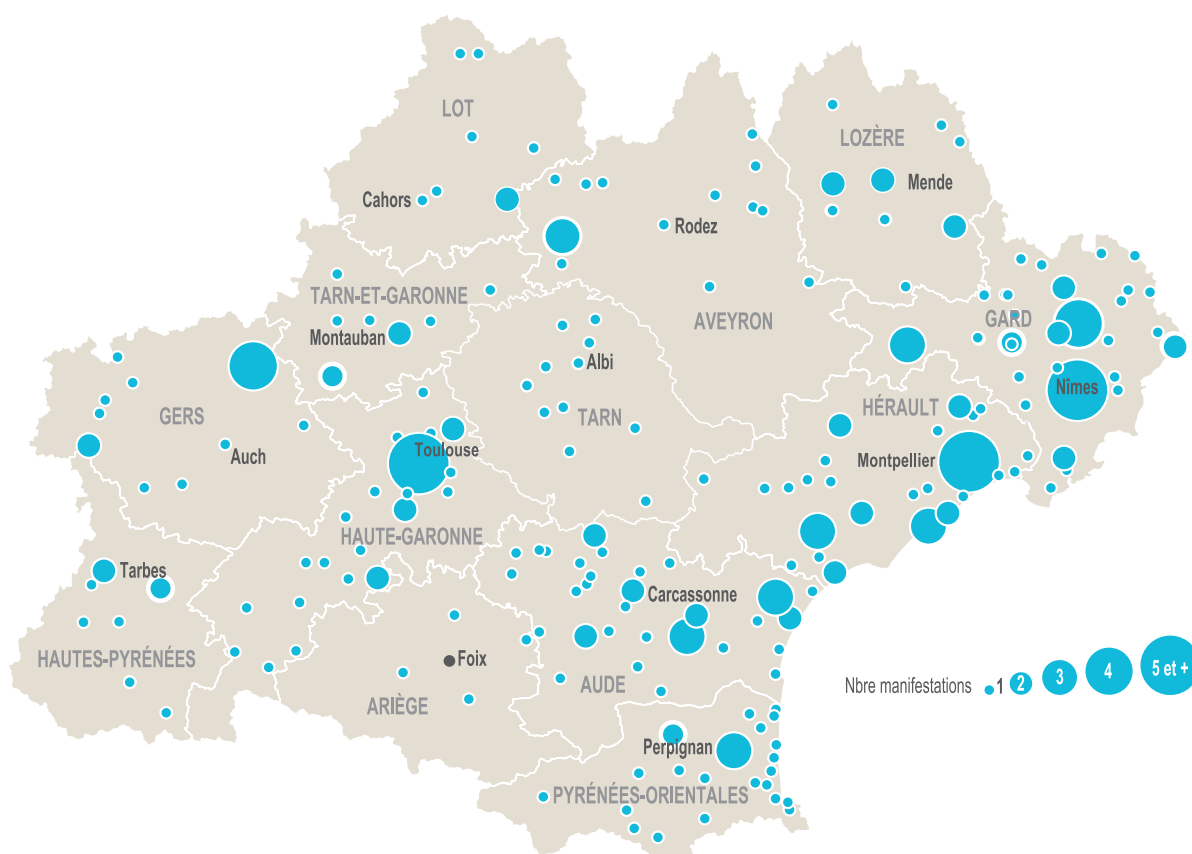 LOT
LOZÈRE
Mende
Cahors
Rodez
TARN-ET-GARONNE
GARD
AVEYRON
Montauban
Albi
Nîmes
GERS
HÉRAULT
TARN
Auch
Toulouse
Montpellier
HAUTE-GARONNE
Tarbes
Carcassonne
HAUTES-PYRÉNÉES
Foix
AUDE
ARIÈGE
Nbre manifestations 1 2 3 4 5 et +
Perpignan
PYRÉNÉES-ORIENTALES